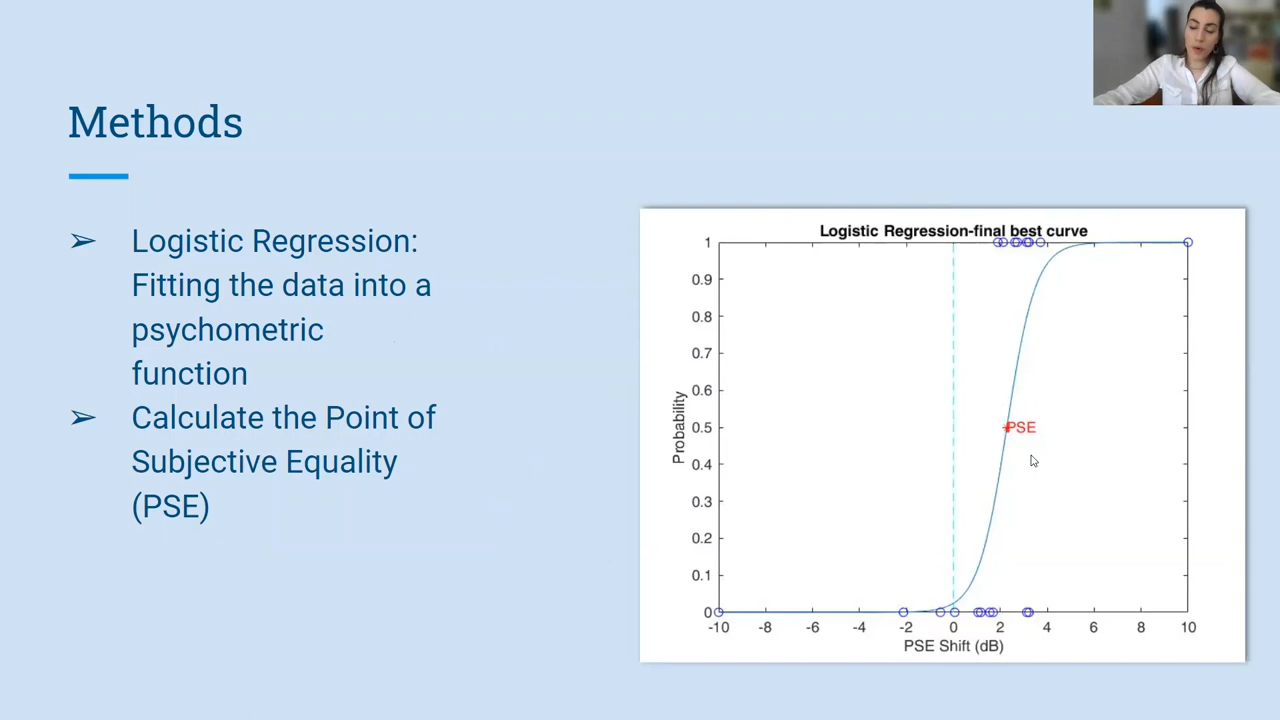 Methods
➢ Logistic Regression:
Fitting the data into a
psychometric
function
➢ Calculate the Point of
Subjective Equality
(PSE)
Logistic Regression-final best curve
1
0.9
0.8
0.7
0.6
0.5
0.4
0.3
0.2
0.1
0
Probability
PSE
-10 -8 -6 -4 -2 0 2 4 6 8 10
PSE Shift (dB)